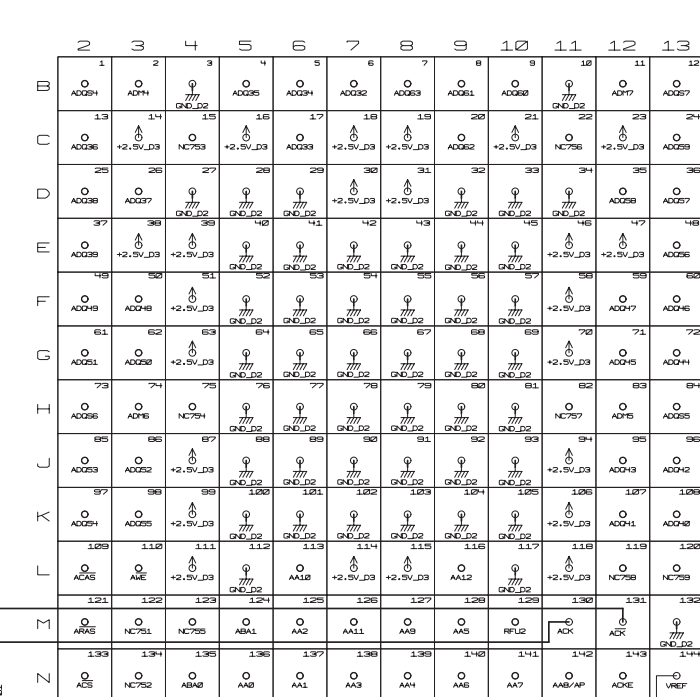 2 3 4 5 6 7 8 9 10 11 12 13
B
1 2 3 4 5 6 7 8 9 10 11 12
ADQS4 ADM4 GND_D2 ADQ35 ADQ34 ADQ32 ADQ63 ADQ61 ADQ60 GND_D2 ADM7 ADQS7
C
13 14 15 16 17 18 19 20 21 22 23 24
ADQ36 +2.5V_D3 NC753 +2.5V_D3 ADQ33 +2.5V_D3 +2.5V_D3 ADQ62 +2.5V_D3 NC756 +2.5V_D3 ADQ59
D
25 26 27 28 29 30 31 32 33 34 35 36
ADQ38 ADQ37 GND_D2 GND_D2 GND_D2 +2.5V_D3 +2.5V_D3 GND_D2 GND_D2 GND_D2 ADQ58 ADQ57
E
37 38 39 40 41 42 43 44 45 46 47 48
ADQ39 +2.5V_D3 +2.5V_D3 GND_D2 GND_D2 GND_D2 GND_D2 GND_D2 GND_D2 +2.5V_D3 +2.5V_D3 ADQ56
F
49 50 51 52 53 54 55 56 57 58 59 60
ADQ49 ADQ48 +2.5V_D3 GND_D2 GND_D2 GND_D2 GND_D2 GND_D2 GND_D2 +2.5V_D3 ADQ47 ADQ46
G
61 62 63 64 65 66 67 68 69 70 71 72
ADQ51 ADQ50 +2.5V_D3 GND_D2 GND_D2 GND_D2 GND_D2 GND_D2 GND_D2 +2.5V_D3 ADQ45 ADQ44
H
73 74 75 76 77 78 79 80 81 82 83 84
ADQS6 ADM6 NC754 GND_D2 GND_D2 GND_D2 GND_D2 GND_D2 GND_D2 NC757 ADM5 ADQS5
J
85 86 87 88 89 90 91 92 93 94 95 96
ADQ53 ADQ52 +2.5V_D3 GND_D2 GND_D2 GND_D2 GND_D2 GND_D2 GND_D2 +2.5V_D3 ADQ43 ADQ42
K
97 98 99 100 101 102 103 104 105 106 107 108
ADQ54 ADQ55 +2.5V_D3 GND_D2 GND_D2 GND_D2 GND_D2 GND_D2 GND_D2 +2.5V_D3 ADQ41 ADQ40
L
109 110 111 112 113 114 115 116 117 118 119 120
ACAS AWE +2.5V_D3 GND_D2 AA10 +2.5V_D3 +2.5V_D3 AA12 GND_D2 +2.5V_D3 NC758 NC759
M
121 122 123 124 125 126 127 128 129 130 131 132
ARAS NC751 NC755 ABA1 AA2 AA11 AA9 AA5 RFU2 ACK ACK GND_D2
N
133 134 135 136 137 138 139 140 141 142 143 144
ACS NC752 ABA0 AA0 AA1 AA3 AA4 AA6 AA7 AA8/AP ACKE VREF